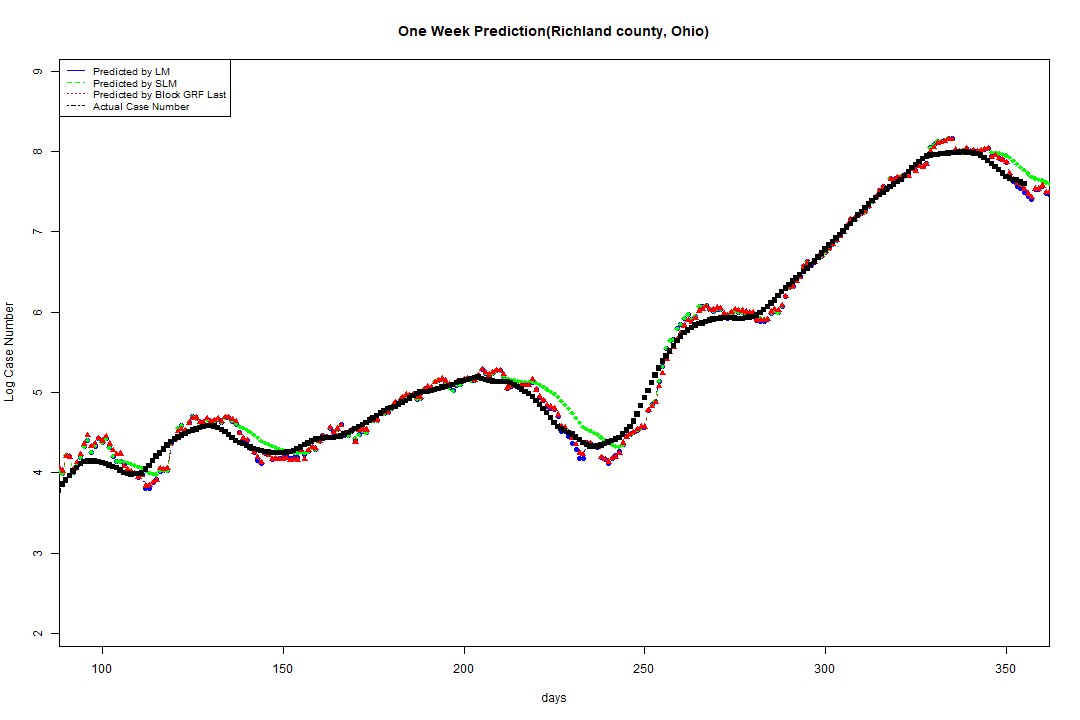 One Week Prediction(Richland county, Ohio)
Predicted by LM
Predicted by SLM
Predicted by Block GRF Last
Actual Case Number
Log Case Number
9
8
7
6
5
4
3
2
100 150 200 250 300 350
days